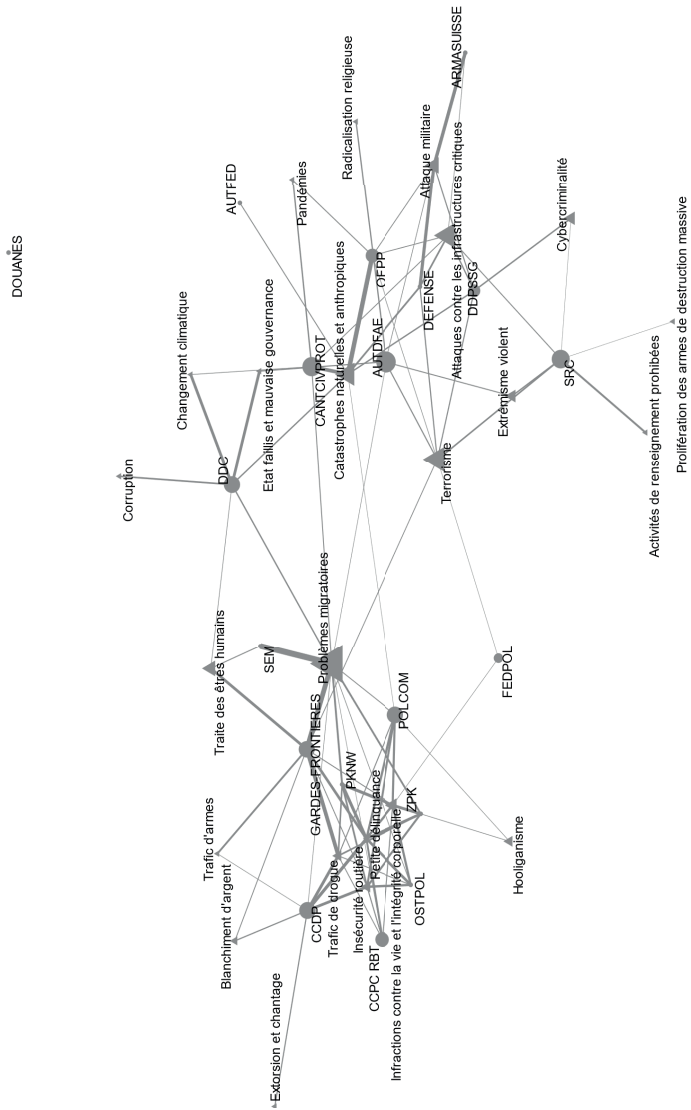 DOUANES
Corruption
Changement climatique
DDC
AUTFED
Etat faillis et mauvaise gouvernance
Pandémies
CANTCIVPROT
Catastrophes naturelles et anthropiques
Radicalisation religieuse
AUTDFAE
OFPP
Attaque militaire
DEFENSE
ARMASUISSE
Attaques contre les infrastructures critiques
DDPSSG
Terrorisme
Extrémisme violent
Cybercriminalité
SRC
Activités de renseignement prohibées
Prolifération des armes de destruction massive
Traite des êtres humains
SEM
Problèmes migratoires
GARDES-FRONTIERES
PKNW
POLCOM
FEDPOL
Trafic d'armes
Blanchiment d'argent
Extorsion et chantage
CCDP
Trafic de drogue
Insécurité routière
Petite délinquance
ZPK
CCPC RBT
Infractions contre la vie et l'intégrité corporelle
OSTPOL
Hooliganisme